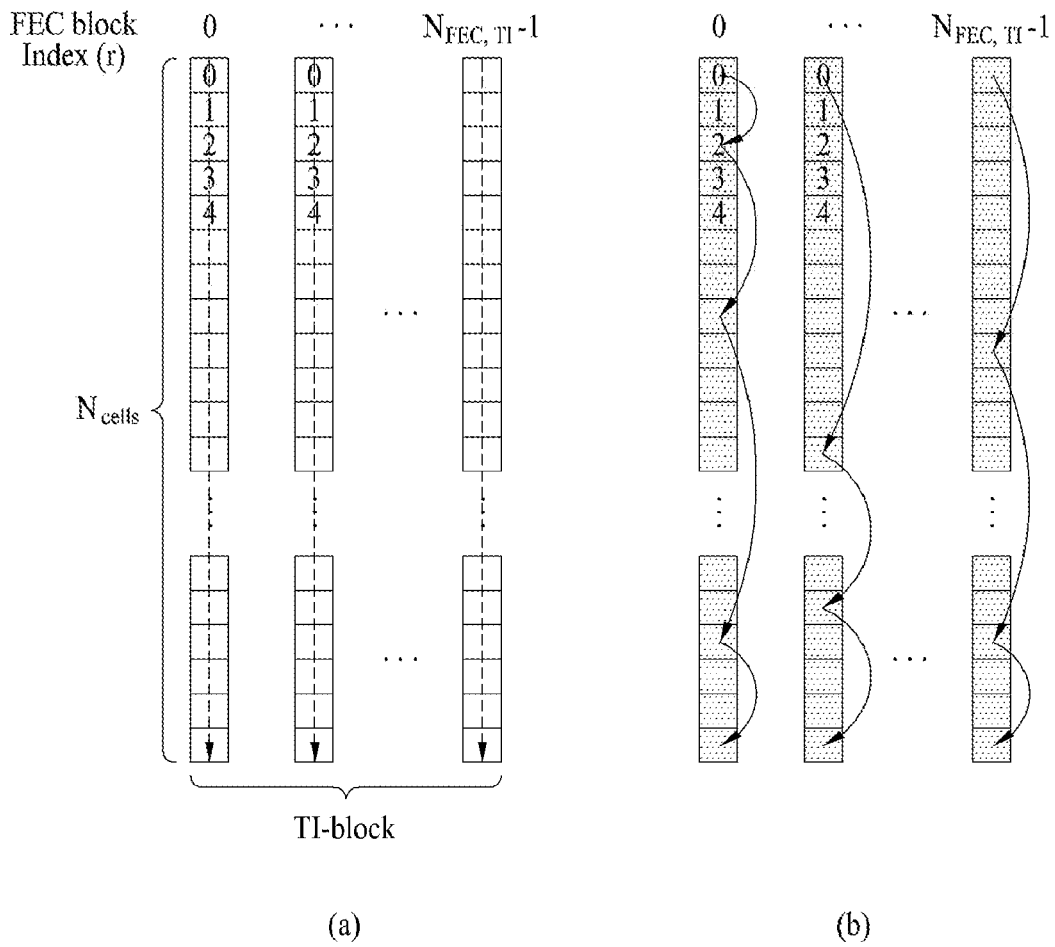 FEC block Index (r)
0 ... N_FEC, TI -1
0 ... N_FEC, TI -1
0 0
1 1
2 2
3 3
4 4
0 0
1 1
2 2
3 3
4 4
N_cells
TI-block
(a)
(b)